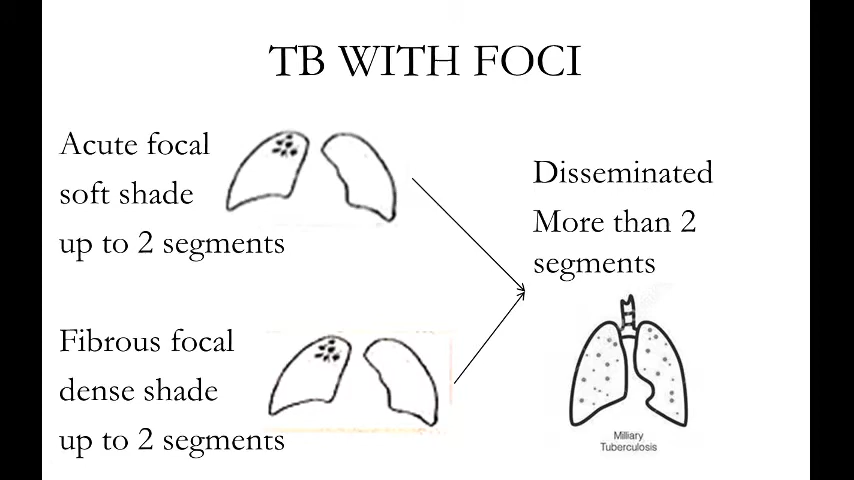 TB WITH FOCI
Acute focal
soft shade
up to 2 segments
Fibrous focal
dense shade
up to 2 segments
Disseminated
More than 2
segments
Milliary
Tuberculosis